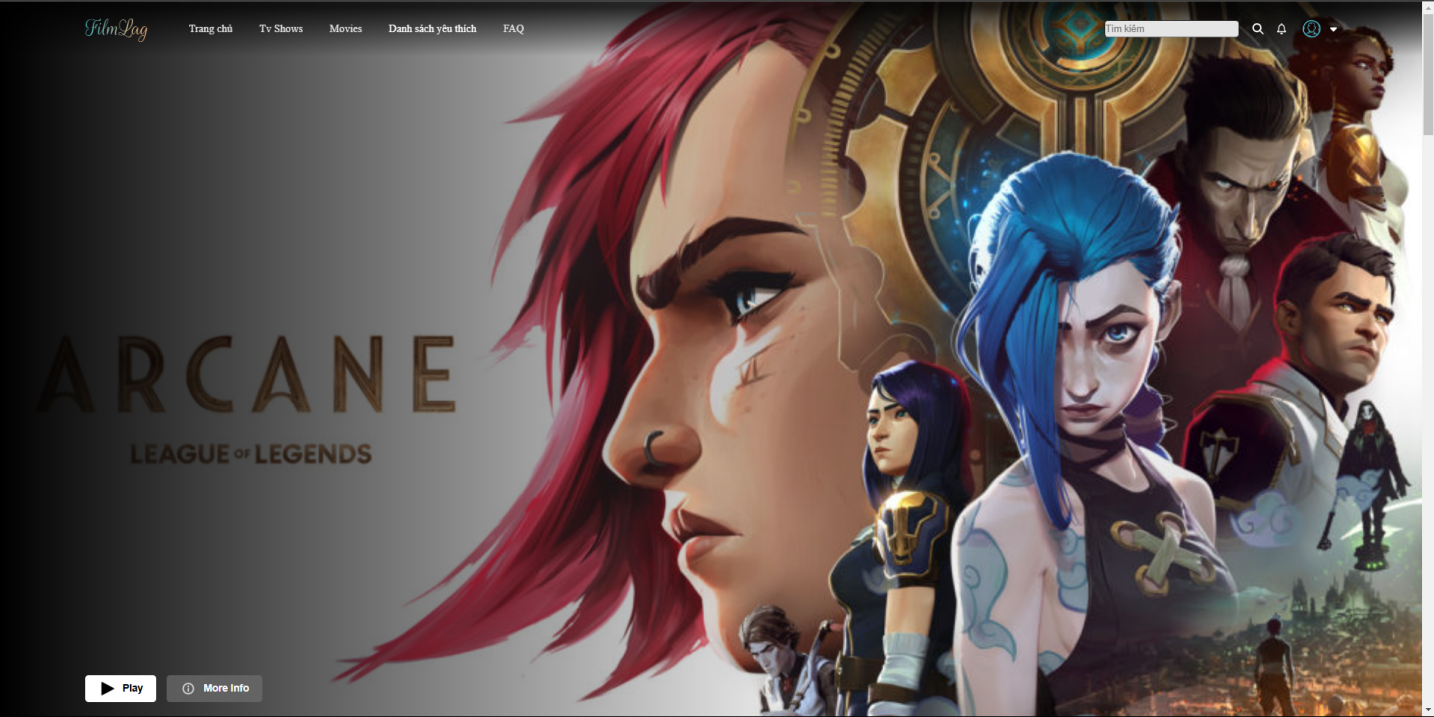 FilmLag
Trang chủ
Tv Shows
Movies
Danh sách yêu thích
FAQ
Tìm kiếm
ARCANE
LEAGUE OF LEGENDS
Play
More Info